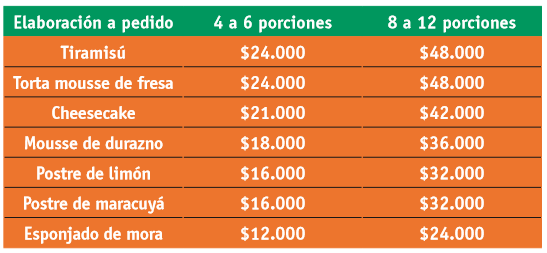 Elaboración a pedido 4 a 6 porciones 8 a 12 porciones
Tiramisú $24.000 $48.000
Torta mousse de fresa $24.000 $48.000
Cheesecake $21.000 $42.000
Mousse de durazno $18.000 $36.000
Postre de limón $16.000 $32.000
Postre de maracuyá $16.000 $32.000
Esponjado de mora $12.000 $24.000